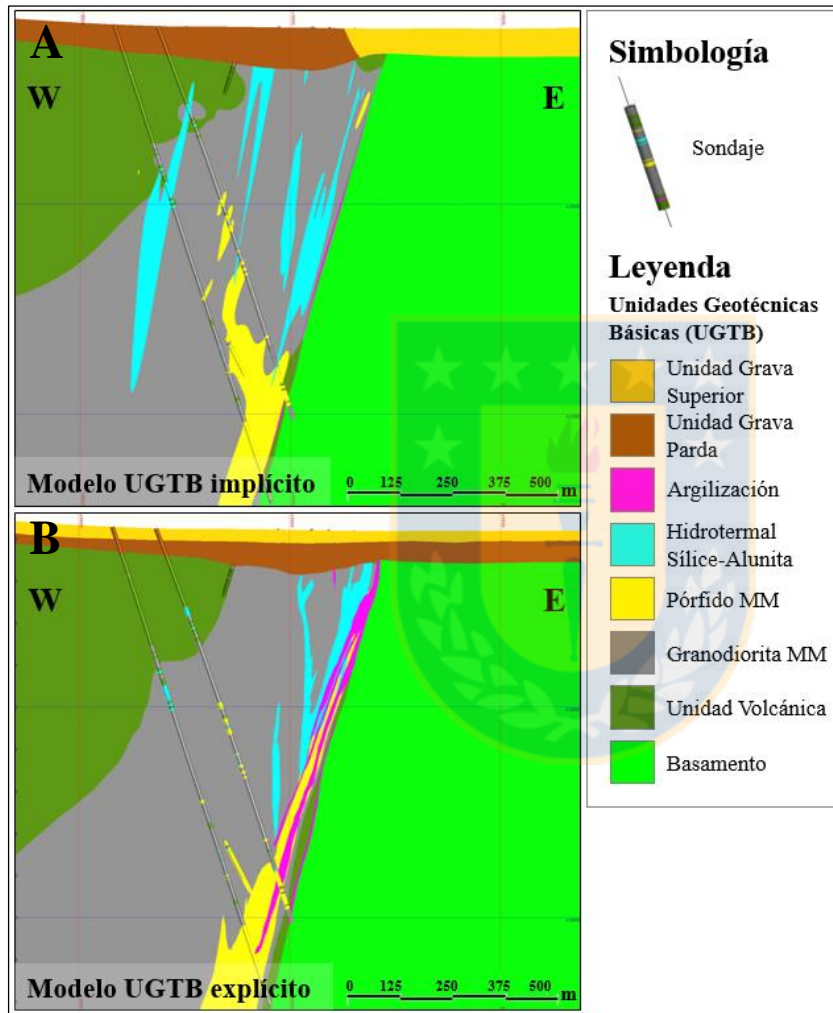 A
W
E
Modelo UGTB implícito
0 125 250 375 500
m
B
W
E
Modelo UGTB explícito
0 125 250 375 500
m
Simbología
Sondaje
Leyenda
Unidades Geotécnicas
Básicas (UGTB)
Unidad Grava
Superior
Unidad Grava
Parda
Argilización
Hidrotermal
Sílice-Alunita
Pórfido MM
Granodiorita MM
Unidad Volcánica
Basamento